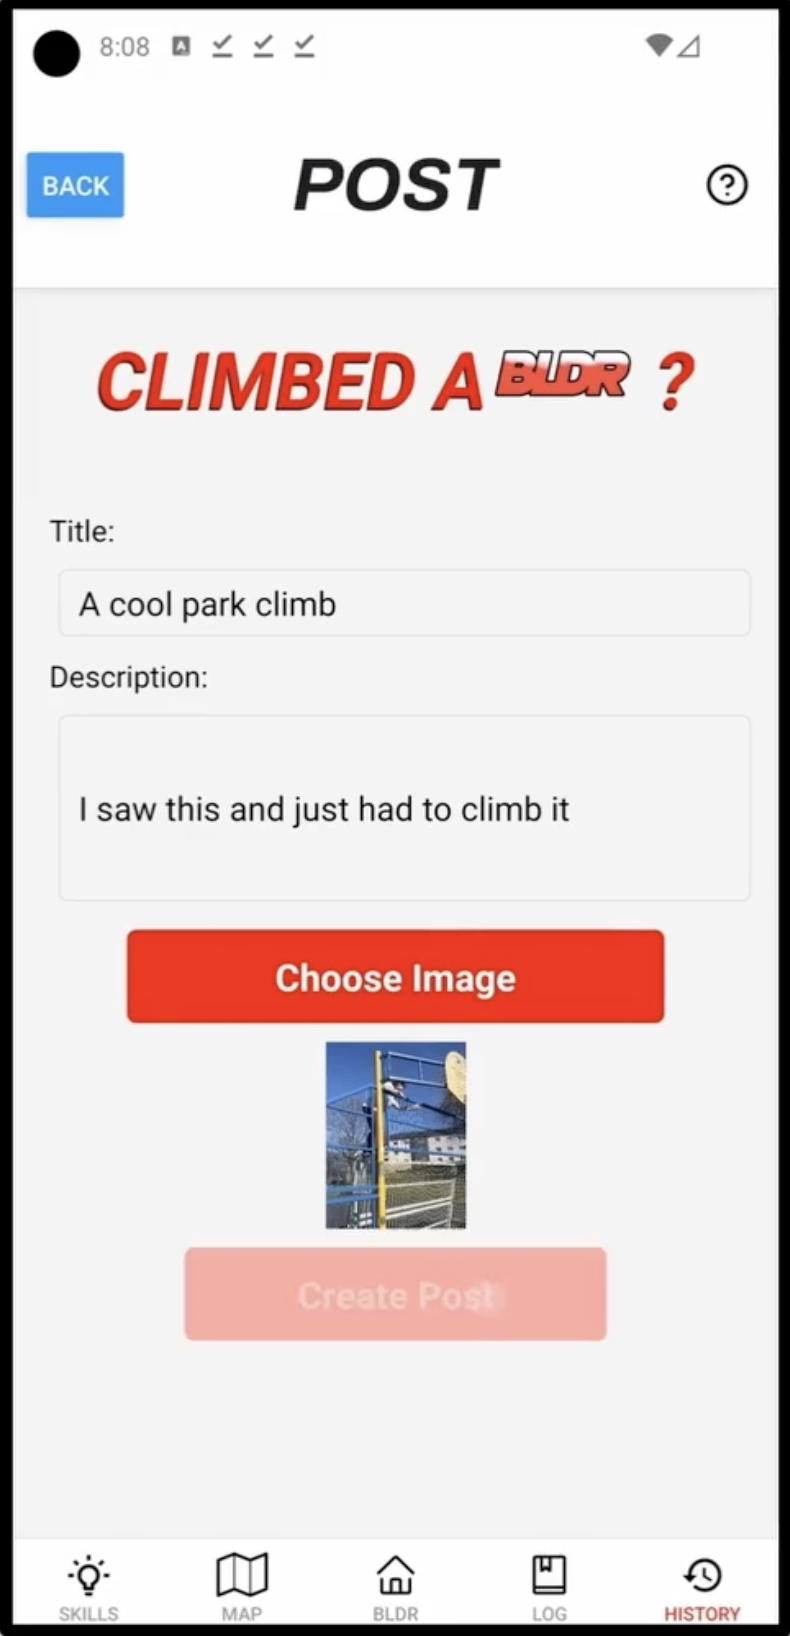 8:08
BACK
POST
CLIMBED A BLDR ?
Title:
A cool park climb
Description:
I saw this and just had to climb it
Choose Image
Create Post
SKILLS
MAP
BLDR
LOG
HISTORY